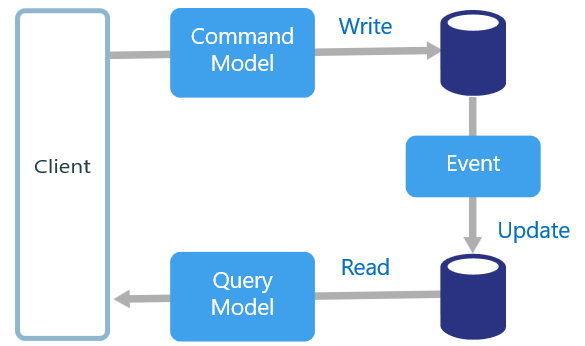 Command
Model
Write
Client
Event
Update
Read
Query
Model